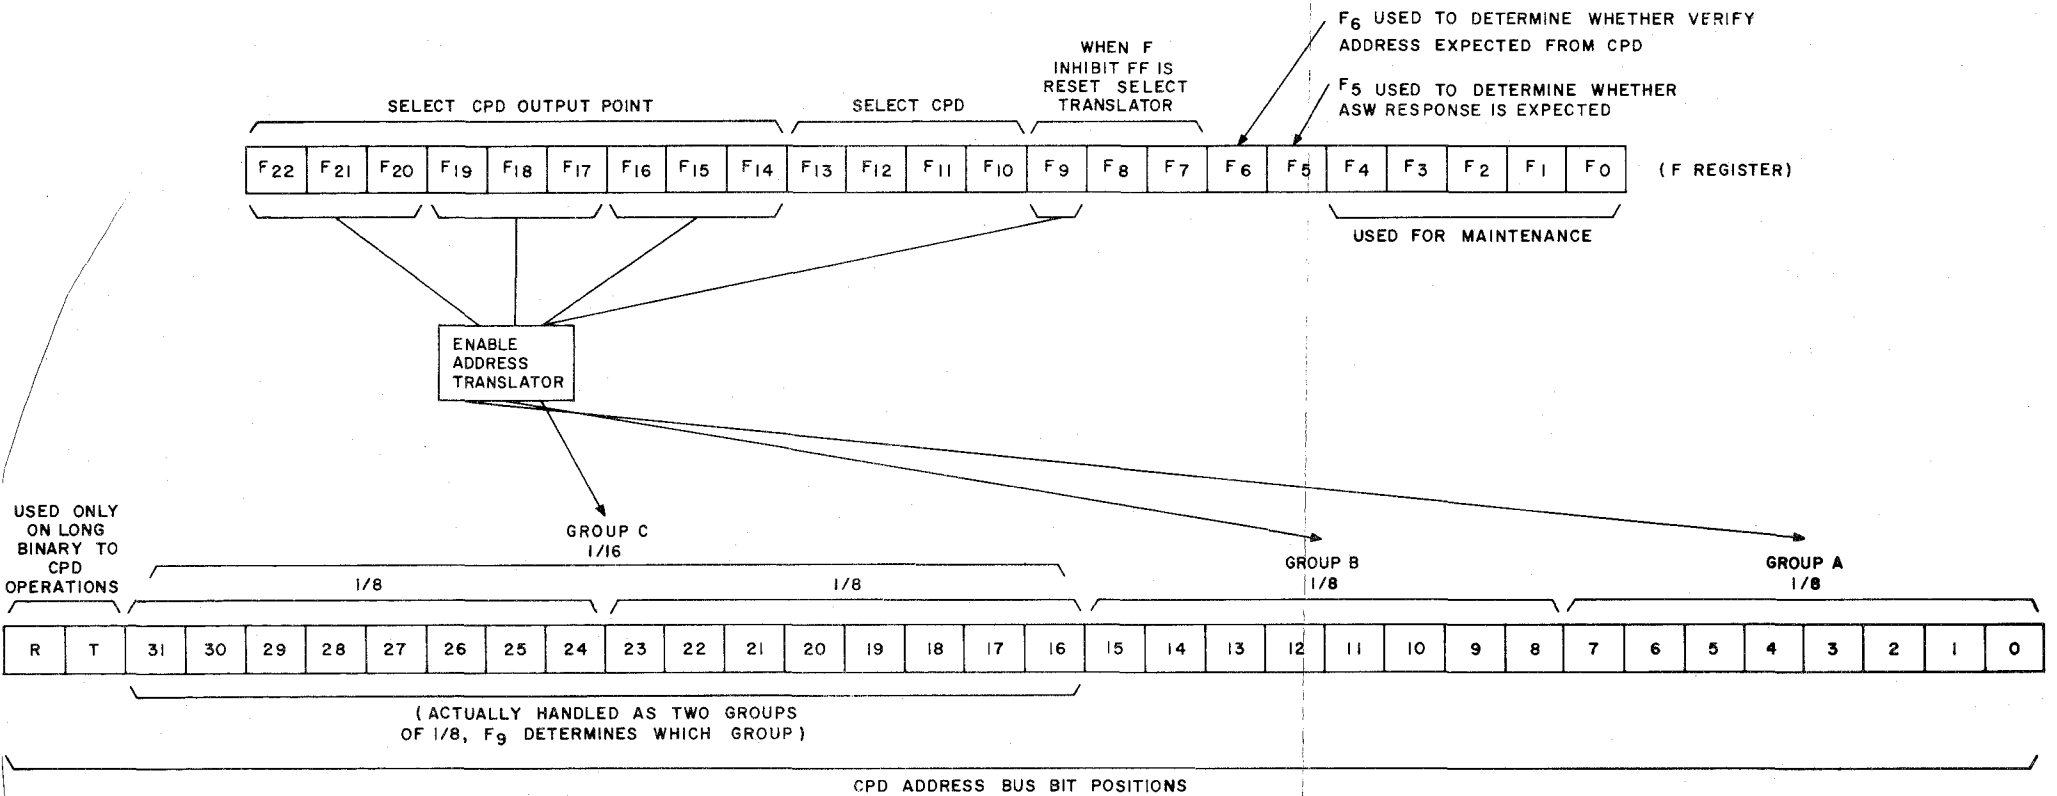 F6 USED TO DETERMINE WHETHER VERIFY
ADDRESS EXPECTED FROM CPD
WHEN F
INHIBIT FF IS
RESET SELECT
TRANSLATOR
F5 USED TO DETERMINE WHETHER
ASW RESPONSE IS EXPECTED
SELECT CPD OUTPUT POINT
SELECT CPD
F22 F21 F20 F19 F18 F17 F16 F15 F14 F13 F12 F11 F10 F9 F8 F7 F6 F5 F4 F3 F2 F1 F0 (F REGISTER)
USED FOR MAINTENANCE
ENABLE
ADDRESS
TRANSLATOR
USED ONLY
ON LONG
BINARY TO
CPD
OPERATIONS
GROUP C
1/16
1/8
1/8
GROUP B
1/8
GROUP A
1/8
R T 31 30 29 28 27 26 25 24 23 22 21 20 19 18 17 16 15 14 13 12 11 10 9 8 7 6 5 4 3 2 1 0
(ACTUALLY HANDLED AS TWO GROUPS
OF 1/8, F9 DETERMINES WHICH GROUP)
CPD ADDRESS BUS BIT POSITIONS